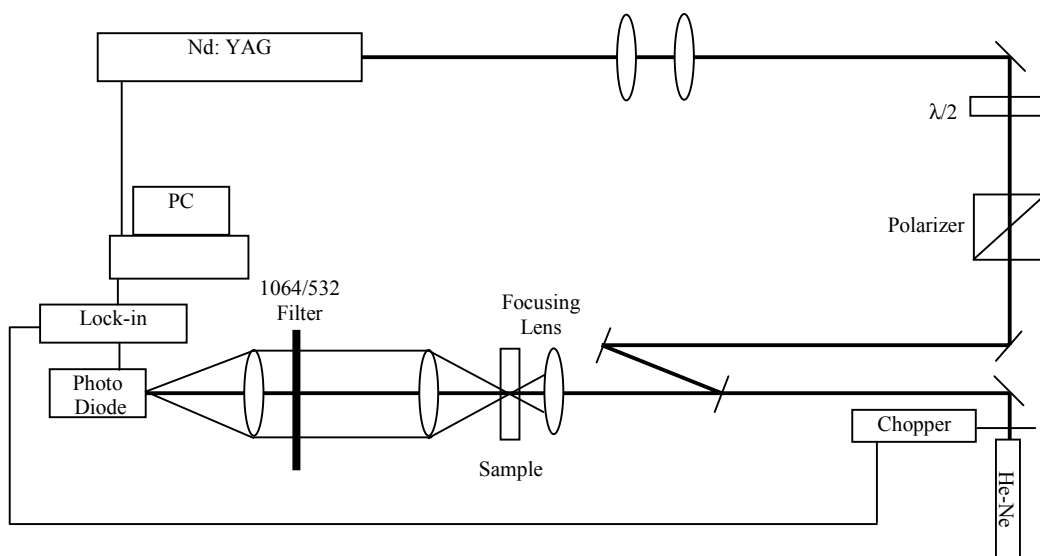 Nd: YAG
λ/2
PC
Polarizer
1064/532
Filter
Focusing
Lens
Lock-in
Photo
Diode
Chopper
Sample
He-Ne